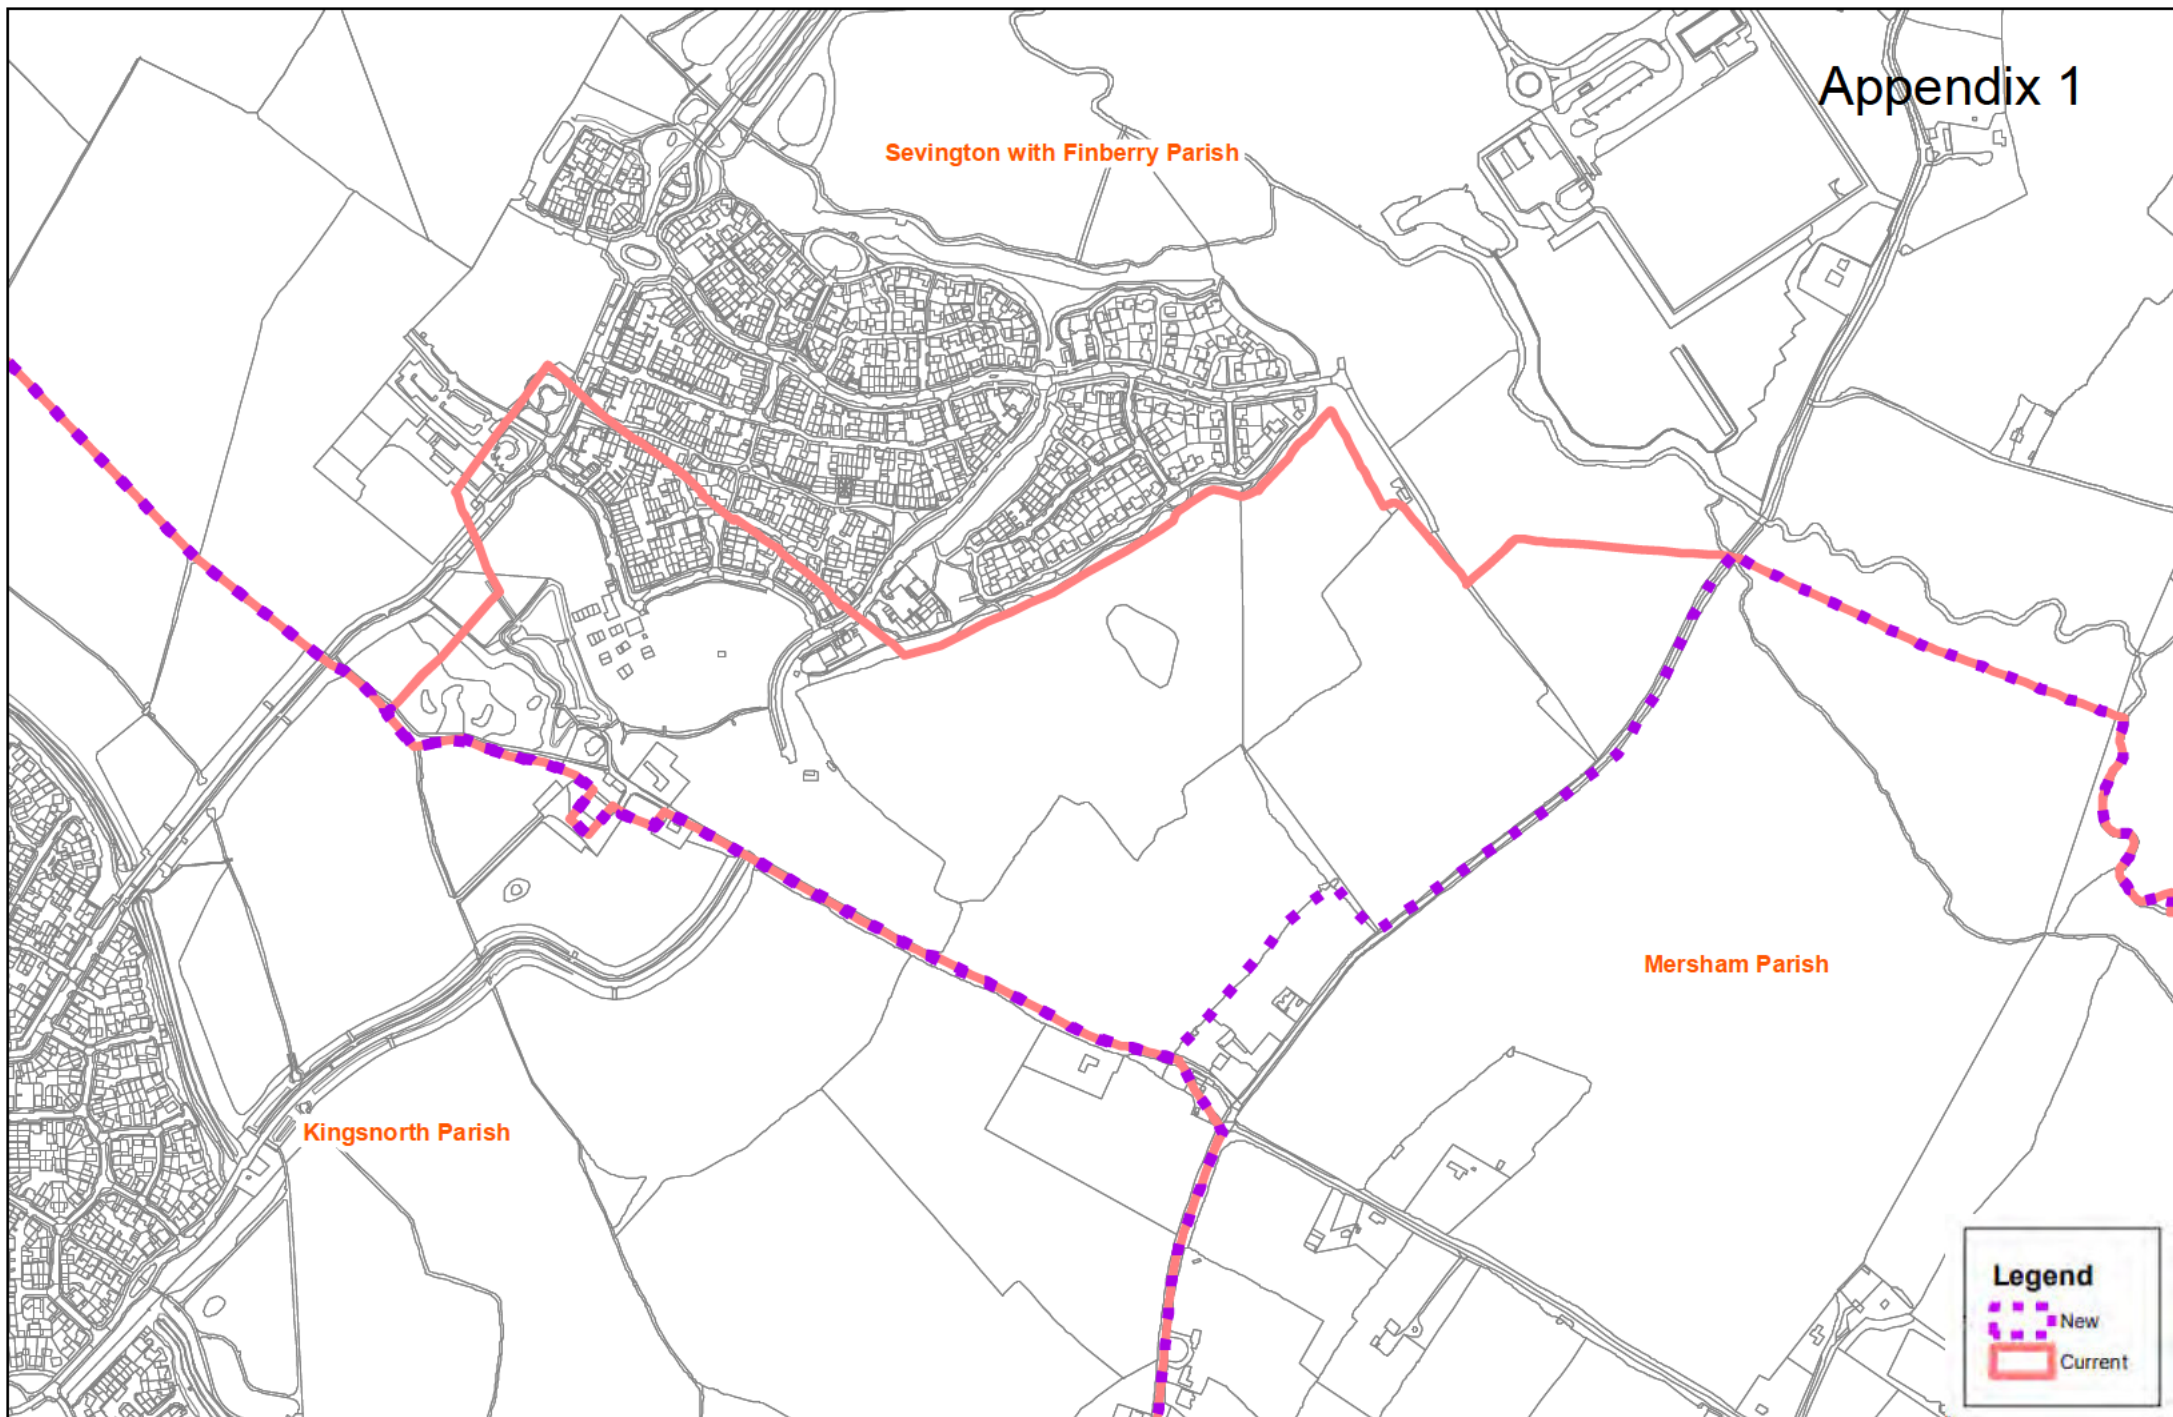 Appendix 1
Sevington with Finberry Parish
Mersham Parish
Kingsnorth Parish
Legend
New
Current